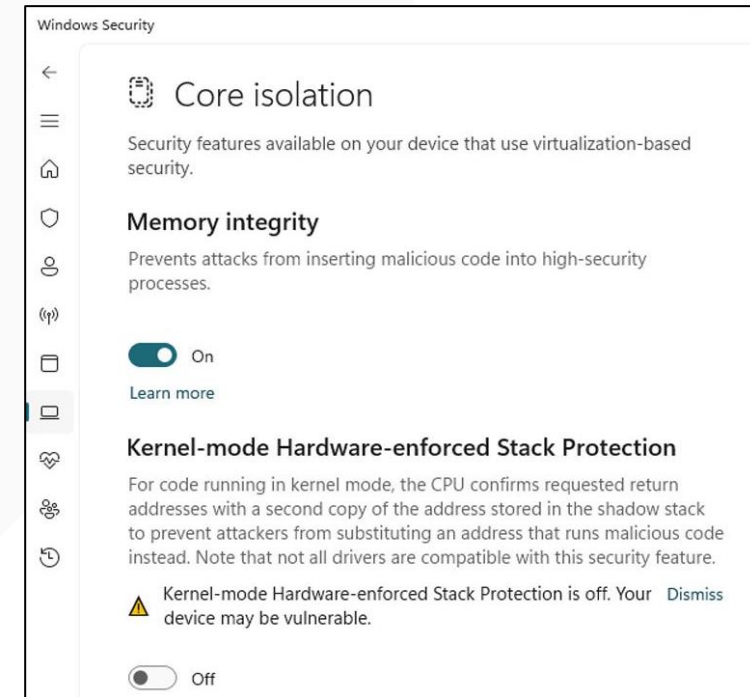 Windows Security
Core isolation
Security features available on your device that use virtualization-based
security.
Memory integrity
Prevents attacks from inserting malicious code into high-security
processes.
On
Learn more
Kernel-mode Hardware-enforced Stack Protection
For code running in kernel mode, the CPU confirms requested return
addresses with a second copy of the address stored in the shadow stack
to prevent attackers from substituting an address that runs malicious code
instead. Note that not all drivers are compatible with this security feature.
Kernel-mode Hardware-enforced Stack Protection is off. Your Dismiss
device may be vulnerable.
Off